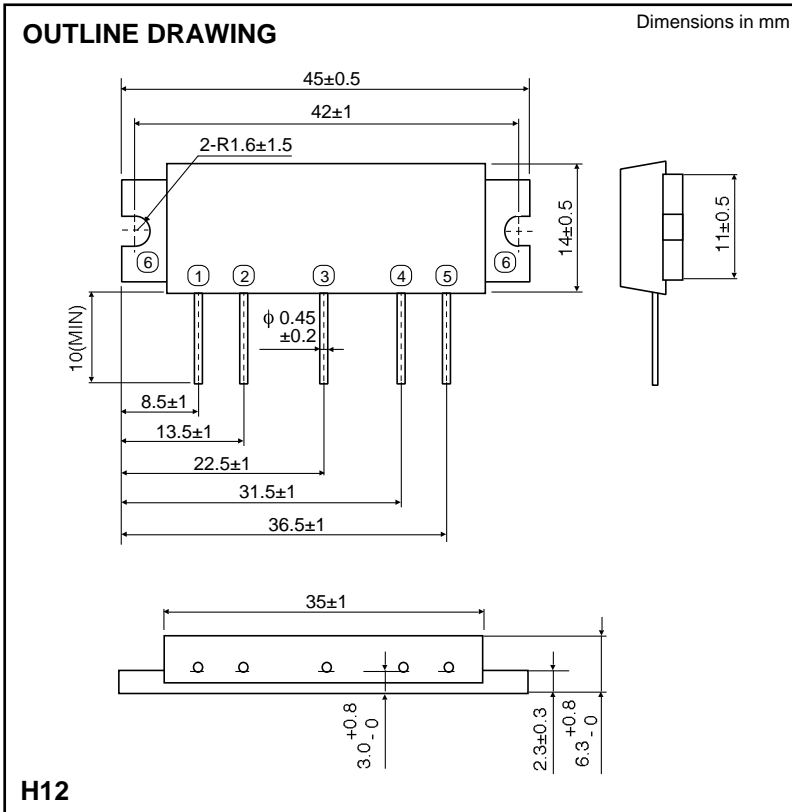 OUTLINE DRAWING
Dimensions in mm
45±0.5
42±1
2-R1.6±1.5
14±0.5
11±0.5
6
1
2
3
4
5
6
10(MIN)
ϕ 0.45
±0.2
8.5±1
13.5±1
22.5±1
31.5±1
36.5±1
35±1
3.0 +0.8 - 0
2.3±0.3
6.3 +0.8 - 0
H12